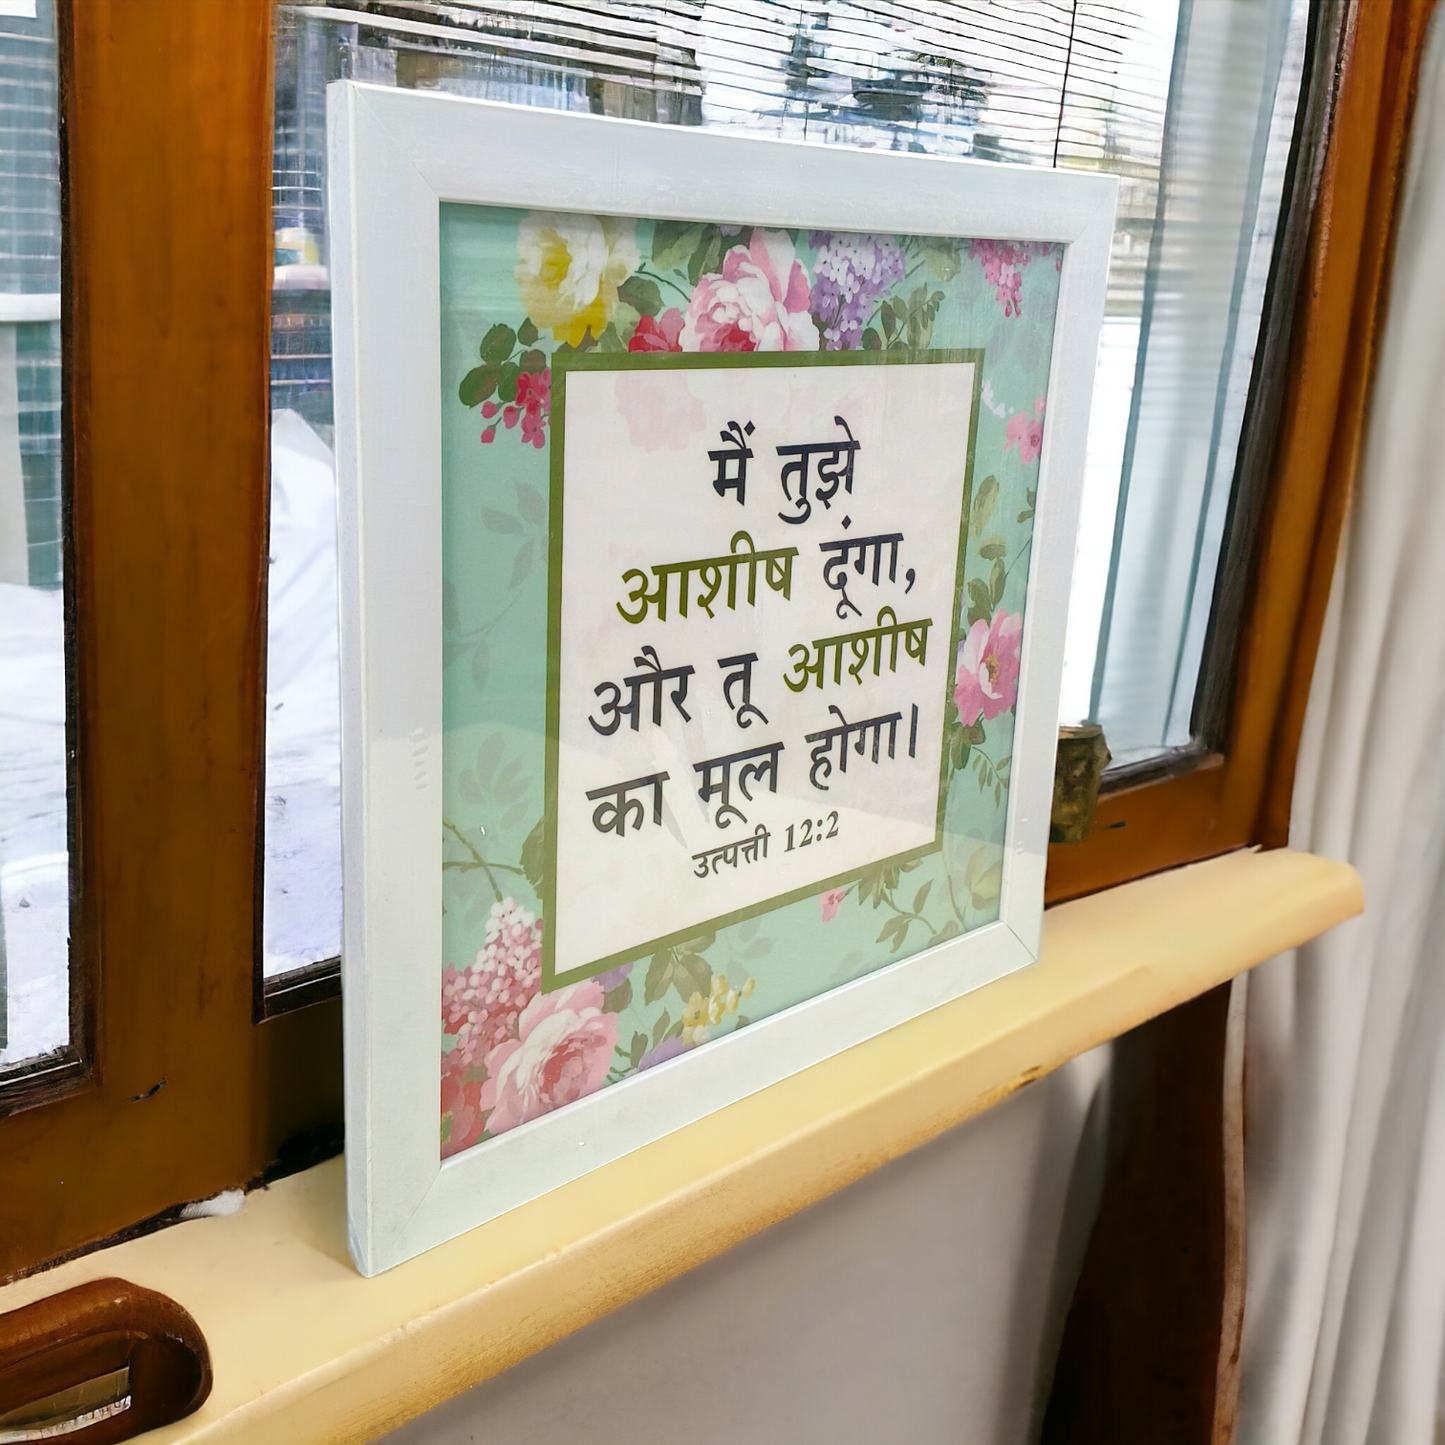 मैं तुझे
आशीष दूंगा,
और तू आशीष
का मूल होगा।
उत्पत्ती 12:2